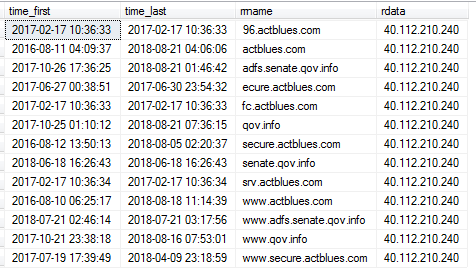 time_first time_last rrname rdata
2017-02-17 10:36:33 2017-02-17 10:36:33 96.actblues.com 40.112.210.240
2016-08-11 04:09:37 2018-08-21 04:06:06 actblues.com 40.112.210.240
2017-10-26 17:36:25 2018-08-21 01:46:42 adfs.senate.qov.info 40.112.210.240
2017-06-27 00:38:51 2017-06-30 23:54:32 ecure.actblues.com 40.112.210.240
2017-02-17 10:36:33 2017-02-17 10:36:33 fc.actblues.com 40.112.210.240
2017-10-25 01:10:12 2018-08-21 07:36:15 qov.info 40.112.210.240
2016-08-12 13:50:13 2018-08-05 02:20:37 secure.actblues.com 40.112.210.240
2018-06-18 16:26:43 2018-06-18 16:26:43 senate.qov.info 40.112.210.240
2017-02-17 10:36:34 2017-02-17 10:36:34 srv.actblues.com 40.112.210.240
2016-08-10 06:25:17 2018-08-18 11:14:39 www.actblues.com 40.112.210.240
2018-07-21 02:46:14 2018-07-21 03:17:56 www.adfs.senate.qov.info 40.112.210.240
2017-10-21 23:38:18 2018-08-16 07:53:01 www.qov.info 40.112.210.240
2017-07-19 17:39:49 2018-04-09 23:18:59 www.secure.actblues.com 40.112.210.240